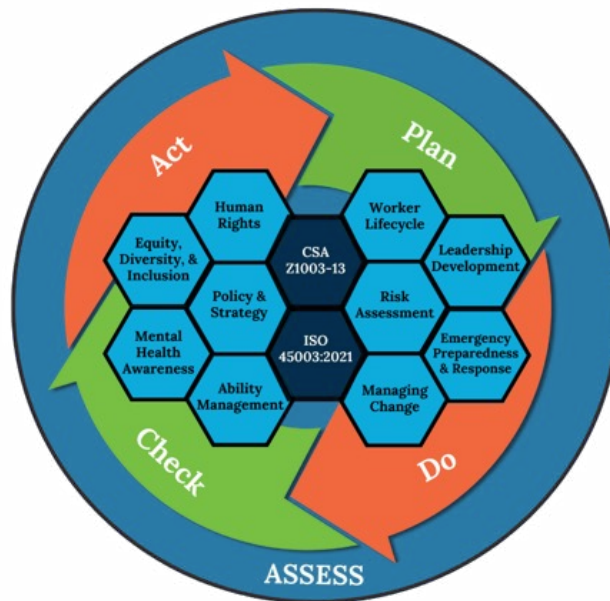 Act
Plan
Human
Rights
Worker
Lifecycle
Equity,
Diversity, &
Inclusion
CSA
Z1003-13
Leadership
Development
Policy &
Strategy
Risk
Assessment
Mental
Health
Awareness
ISO
45003:2021
Emergency
Preparedness
& Response
Ability
Management
Managing
Change
Check
Do
ASSESS